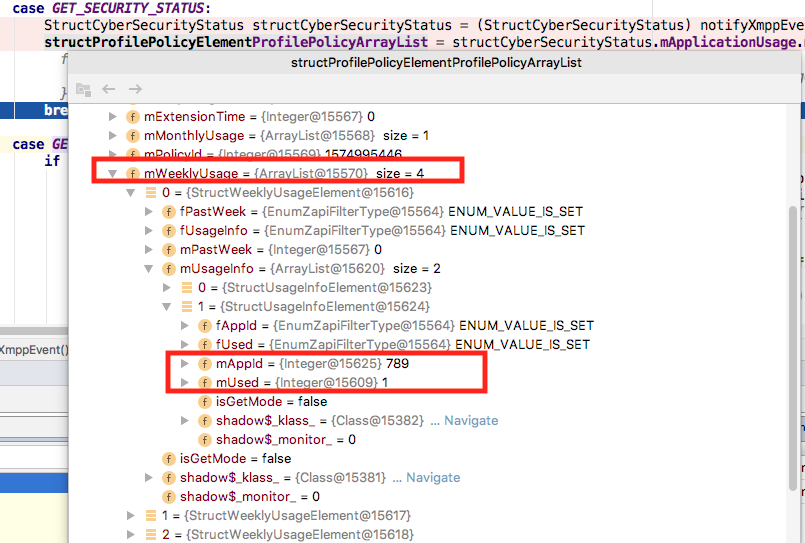 case GET_SECURITY_STATUS:
StructCyberSecurityStatus structCyberSecurityStatus = (StructCyberSecurityStatus) notifyXmppEve
structProfilePolicyElementProfilePolicyArrayList = structCyberSecurityStatus.mApplicationUsage.
structProfilePolicyElementProfilePolicyArrayList
f
}
bre
case GE
if
XmppEvent()
mExtensionTime = {Integer@15567} 0
mMonthlyUsage = {ArrayList@15568} size = 1
mPolicyId = {Integer@15569} 1574995446
mWeeklyUsage = {ArrayList@15570} size = 4
0 = {StructWeeklyUsageElement@15616}
fPastWeek = {EnumZapiFilterType@15564} ENUM_VALUE_IS_SET
fUsageInfo = {EnumZapiFilterType@15564} ENUM_VALUE_IS_SET
mPastWeek = {Integer@15567} 0
mUsageInfo = {ArrayList@15620} size = 2
0 = {StructUsageInfoElement@15623}
1 = {StructUsageInfoElement@15624}
fAppId = {EnumZapiFilterType@15564} ENUM_VALUE_IS_SET
fUsed = {EnumZapiFilterType@15564} ENUM_VALUE_IS_SET
mAppId = {Integer@15625} 789
mUsed = {Integer@15609} 1
isGetMode = false
shadow$_klass_ = {Class@15382} ... Navigate
shadow$_monitor_ = 0
isGetMode = false
shadow$_klass_ = {Class@15381} ... Navigate
shadow$_monitor_ = 0
1 = {StructWeeklyUsageElement@15617}
2 = {StructWeeklyUsageElement@15618}